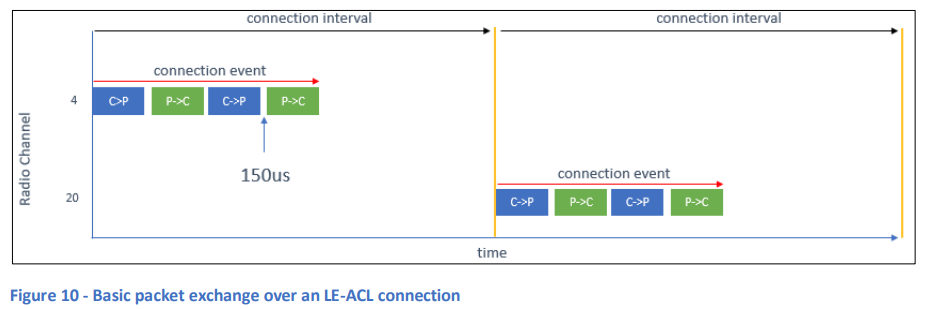 connection interval
connection interval
connection event
4
C>P
P->C
C->P
P->C
150us
Radio Channel
connection event
20
C->P
P->C
C->P
P->C
time
Figure 10 - Basic packet exchange over an LE-ACL connection